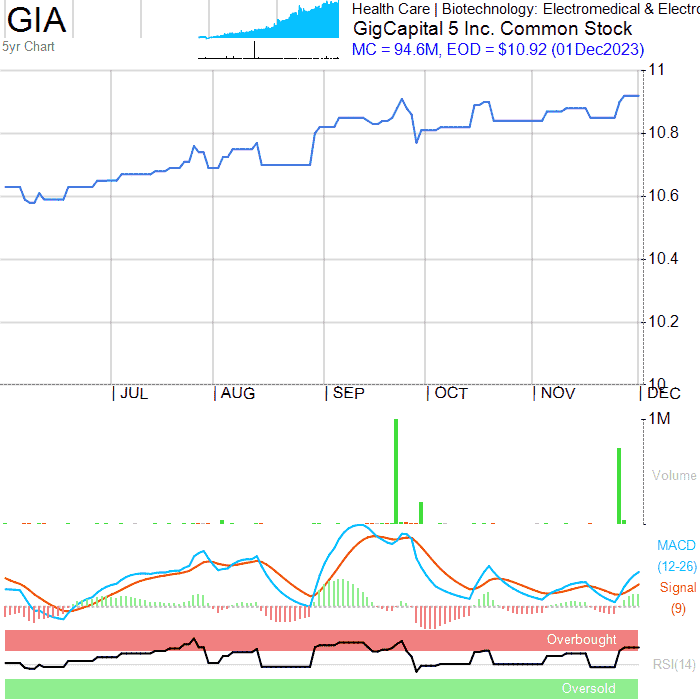 GIA
5yr Chart
Health Care | Biotechnology: Electromedical & Electro
GigCapital 5 Inc. Common Stock
MC = 94.6M, EOD = $10.92 (01Dec2023)
11
10.8
10.6
10.4
10.2
10
JUL
AUG
SEP
OCT
NOV
DEC
1M
Volume
MACD
(12-26)
Signal
(9)
Overbought
RSI(14)
Oversold